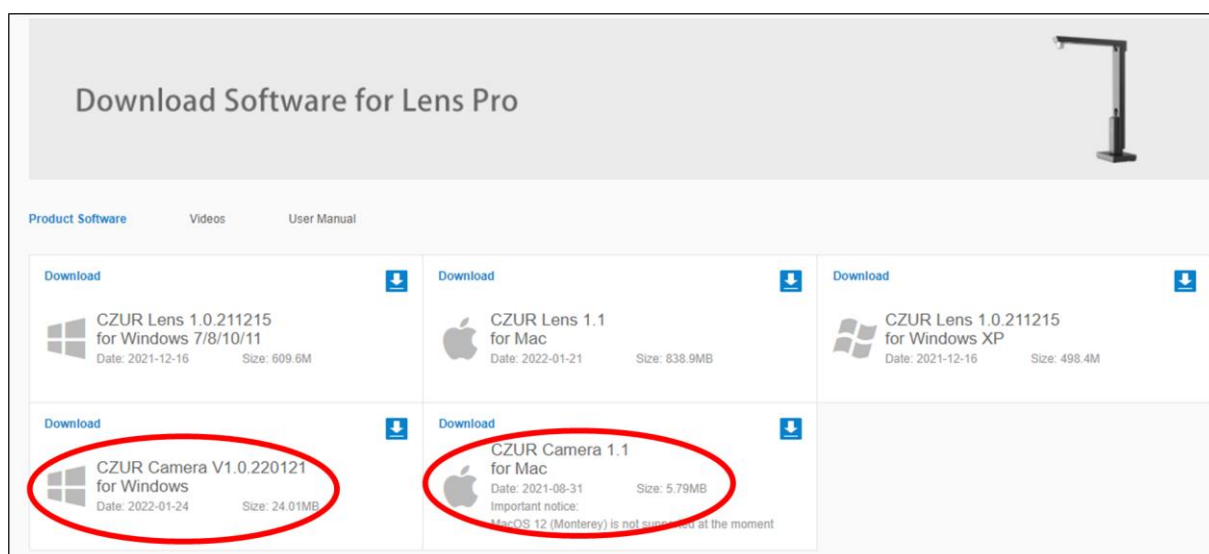 Download Software for Lens Pro
Product Software
Videos
User Manual
Download
CZUR Lens 1.0.211215
for Windows 7/8/10/11
Date: 2021-12-16
Size: 609.6M
Download
CZUR Lens 1.1
for Mac
Date: 2022-01-21
Size: 838.9MB
Download
CZUR Lens 1.0.211215
for Windows XP
Date: 2021-12-16
Size: 498.4M
Download
CZUR Camera V1.0.220121
for Windows
Date: 2022-01-24
Size: 24.01MB
Download
CZUR Camera 1.1
for Mac
Date: 2021-08-31
Size: 5.79MB
Important notice:
MacOS 12 (Monterey) is not supported at the moment